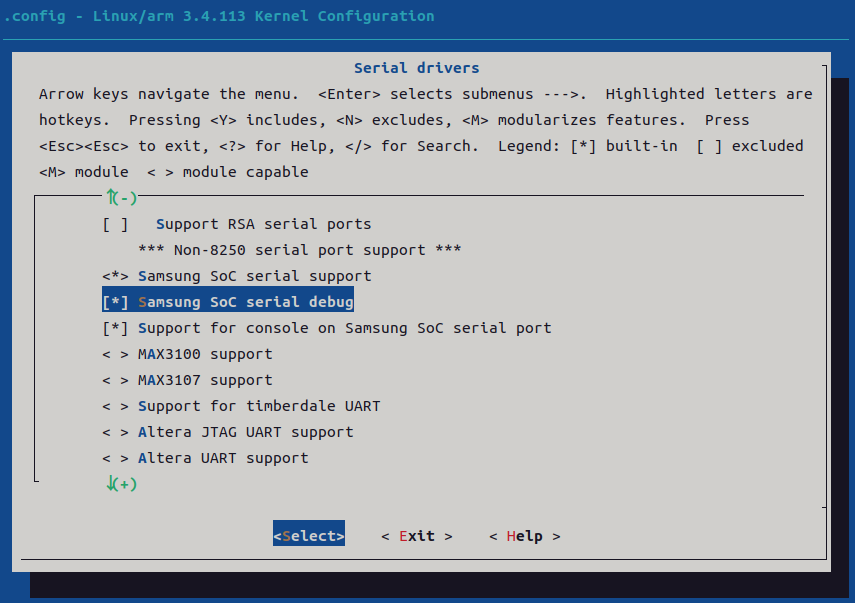 .config - Linux/arm 3.4.113 Kernel Configuration
Serial drivers
Arrow keys navigate the menu.  <Enter> selects submenus --->.  Highlighted letters are
hotkeys.  Pressing <Y> includes, <N> excludes, <M> modularizes features.  Press
<Esc><Esc> to exit, <?> for Help, </> for Search.  Legend: [*] built-in  [ ] excluded
<M> module  < > module capable
↑(-)
[ ]   Support RSA serial ports
*** Non-8250 serial port support ***
<*> Samsung SoC serial support
[*] Samsung SoC serial debug
[*] Support for console on Samsung SoC serial port
< > MAX3100 support
< > MAX3107 support
< > Support for timberdale UART
< > Altera JTAG UART support
< > Altera UART support
↓(+)
<Select>    < Exit >    < Help >